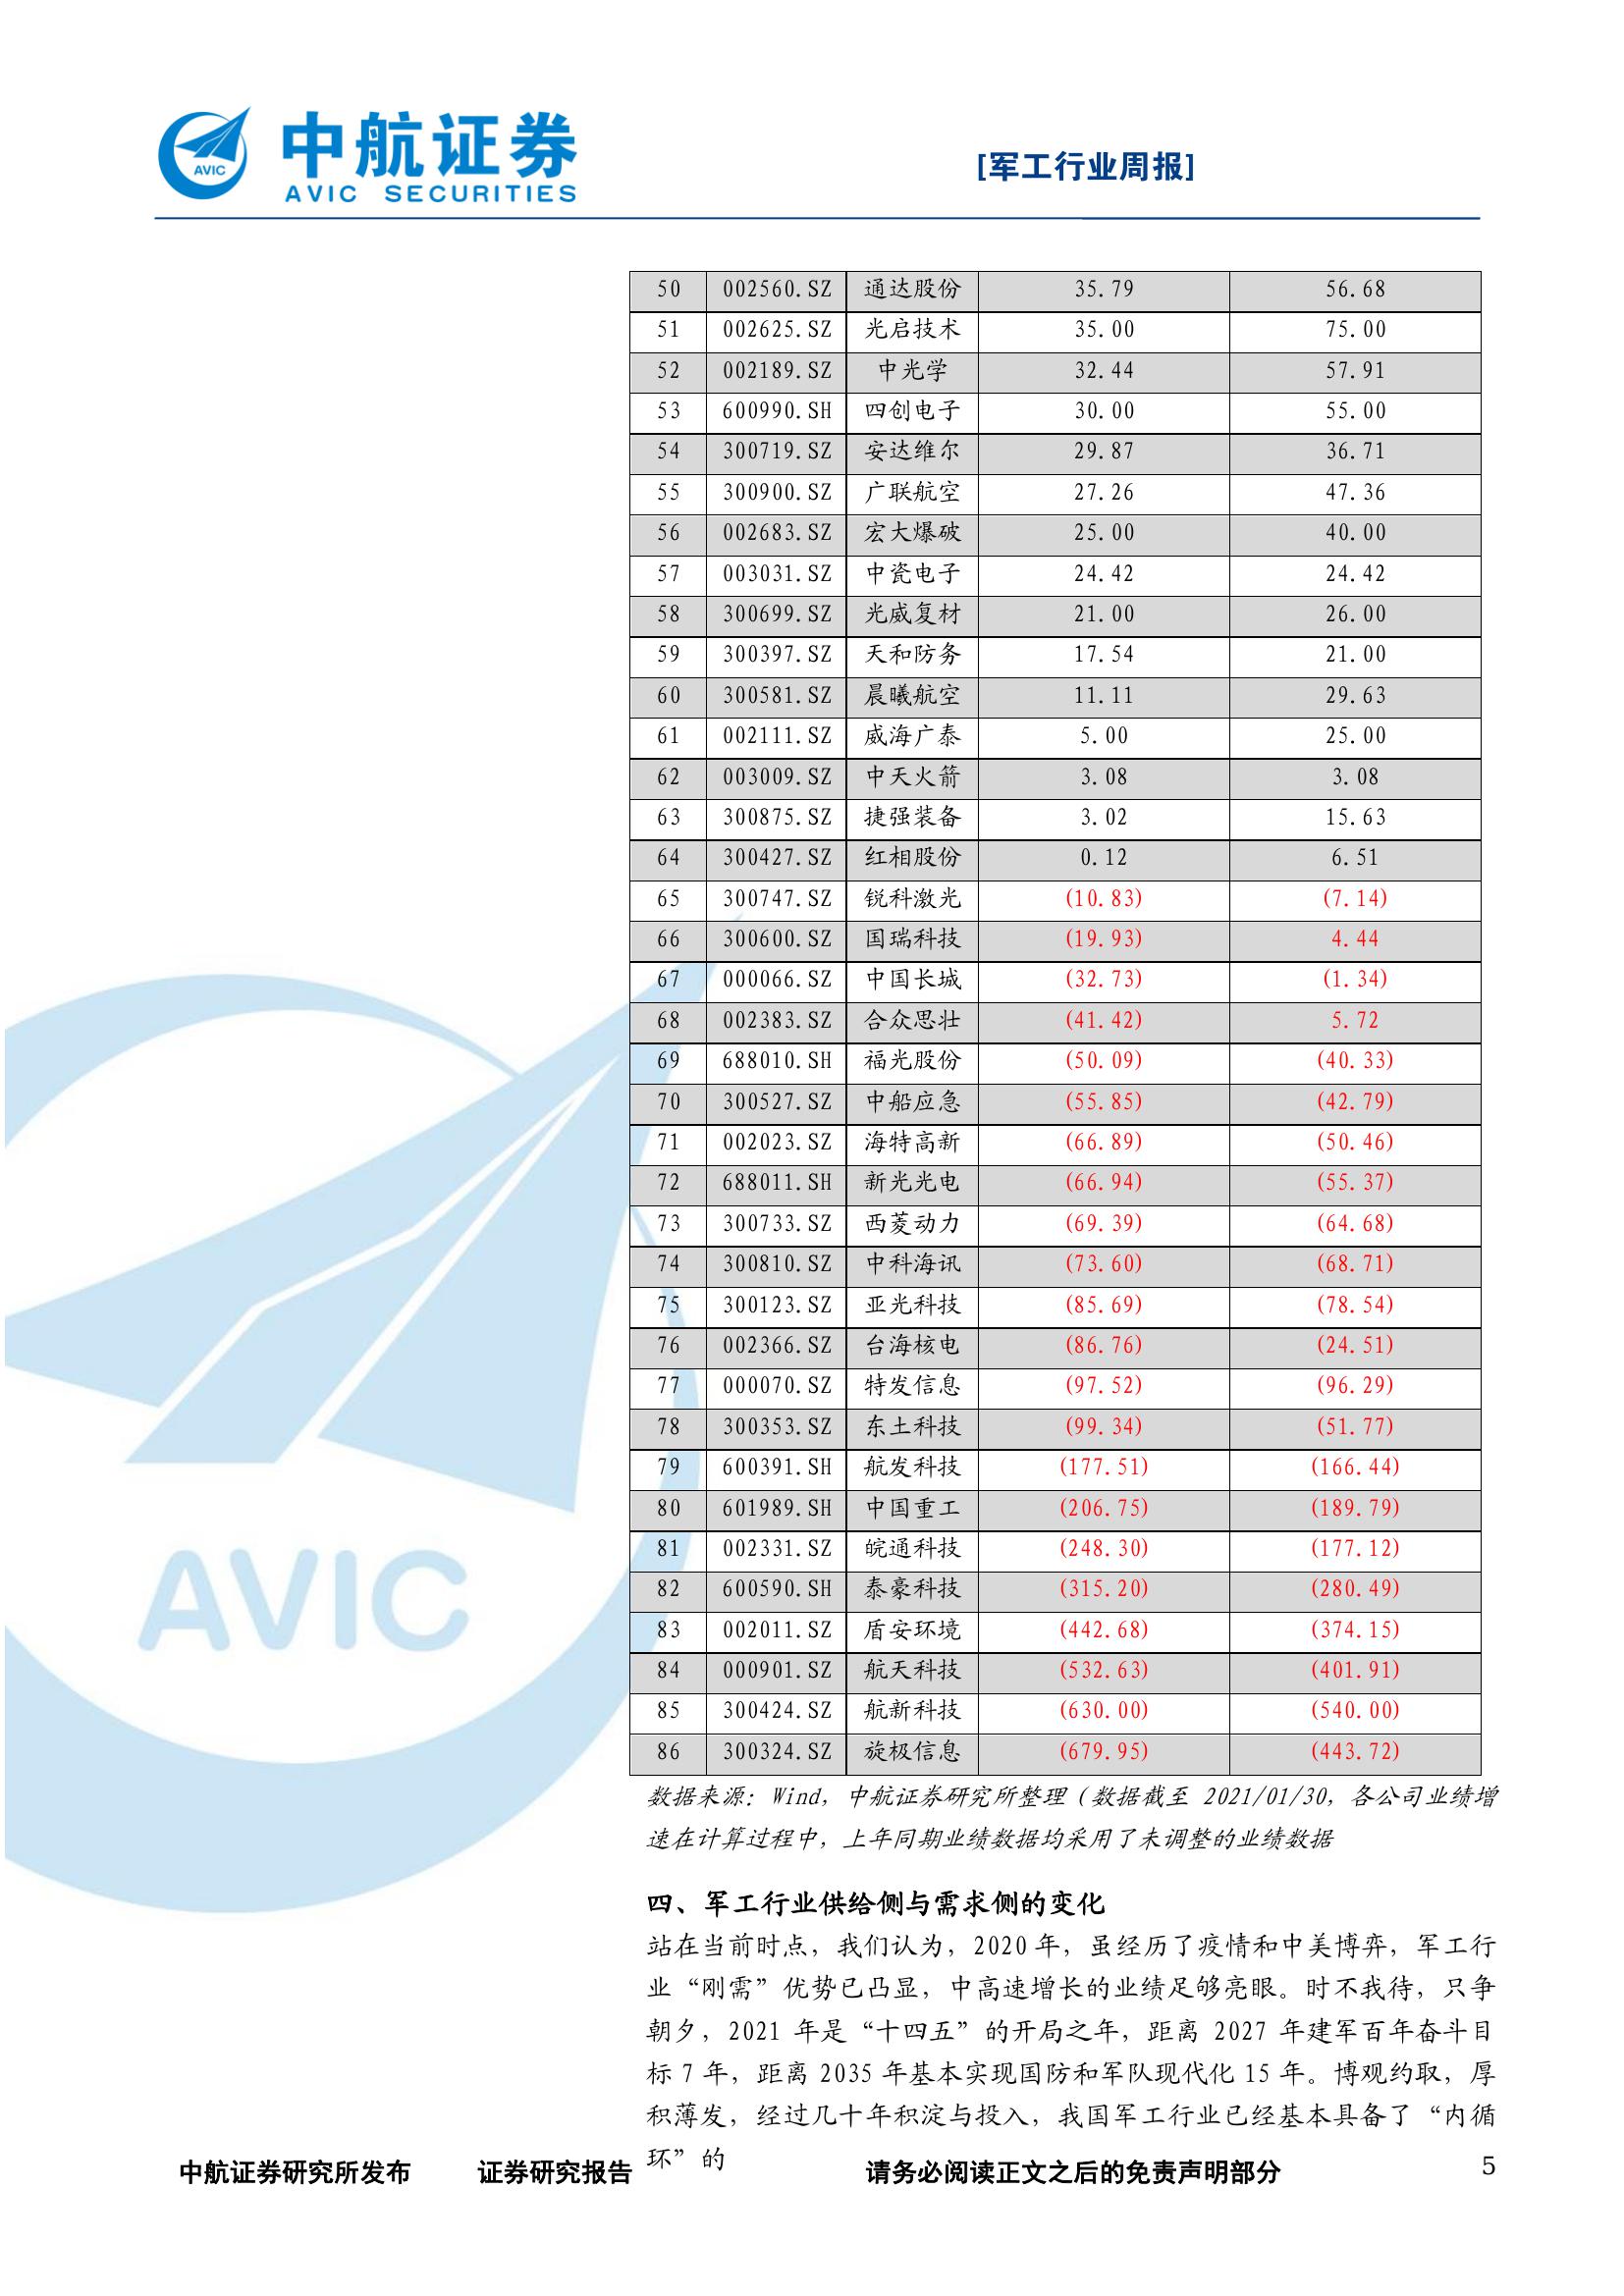 中航证券
AVIC SECURITIES
AVIC
[军工行业周报]
50 002560.SZ 通达股份 35.79 56.68
51 002625.SZ 光启技术 35.00 75.00
52 002189.SZ 中光学 32.44 57.91
53 600990.SH 四创电子 30.00 55.00
54 300719.SZ 安达维尔 29.87 36.71
55 300900.SZ 广联航空 27.26 47.36
56 002683.SZ 宏大爆破 25.00 40.00
57 003031.SZ 中瓷电子 24.42 24.42
58 300699.SZ 光威复材 21.00 26.00
59 300397.SZ 天和防务 17.54 21.00
60 300581.SZ 晨曦航空 11.11 29.63
61 002111.SZ 威海广泰 5.00 25.00
62 003009.SZ 中天火箭 3.08 3.08
63 300875.SZ 捷强装备 3.02 15.63
64 300427.SZ 红相股份 0.12 6.51
65 300747.SZ 锐科激光 (10.83) (7.14)
66 300600.SZ 国瑞科技 (19.93) 4.44
67 000066.SZ 中国长城 (32.73) (1.34)
68 002383.SZ 合众思壮 (41.42) 5.72
69 688010.SH 福光股份 (50.09) (40.33)
70 300527.SZ 中船应急 (55.85) (42.79)
71 002023.SZ 海特高新 (66.89) (50.46)
72 688011.SH 新光光电 (66.94) (55.37)
73 300733.SZ 西菱动力 (69.39) (64.68)
74 300810.SZ 中科海讯 (73.60) (68.71)
75 300123.SZ 亚光科技 (85.69) (78.54)
76 002366.SZ 台海核电 (86.76) (24.51)
77 000070.SZ 特发信息 (97.52) (96.29)
78 300353.SZ 东土科技 (99.34) (51.77)
79 600391.SH 航发科技 (177.51) (166.44)
80 601989.SH 中国重工 (206.75) (189.79)
81 002331.SZ 皖通科技 (248.30) (177.12)
82 600590.SH 泰豪科技 (315.20) (280.49)
83 002011.SZ 盾安环境 (442.68) (374.15)
84 000901.SZ 航天科技 (532.63) (401.91)
85 300424.SZ 航新科技 (630.00) (540.00)
86 300324.SZ 旋极信息 (679.95) (443.72)
AVIC
数据来源：Wind，中航证券研究所整理（数据截至 2021/01/30，各公司业绩增
速在计算过程中，上年同期业绩数据均采用了未调整的业绩数据
四、军工行业供给侧与需求侧的变化
站在当前时点，我们认为，2020 年，虽经历了疫情和中美博弈，军工行
业“刚需”优势已凸显，中高速增长的业绩足够亮眼。时不我待，只争
朝夕，2021 年是“十四五”的开局之年，距离 2027 年建军百年奋斗目
标 7 年，距离 2035 年基本实现国防和军队现代化 15 年。博观约取，厚
积薄发，经过几十年积淀与投入，我国军工行业已经基本具备了“内循
环”的
中航证券研究所发布 证券研究报告 请务必阅读正文之后的免责声明部分 5